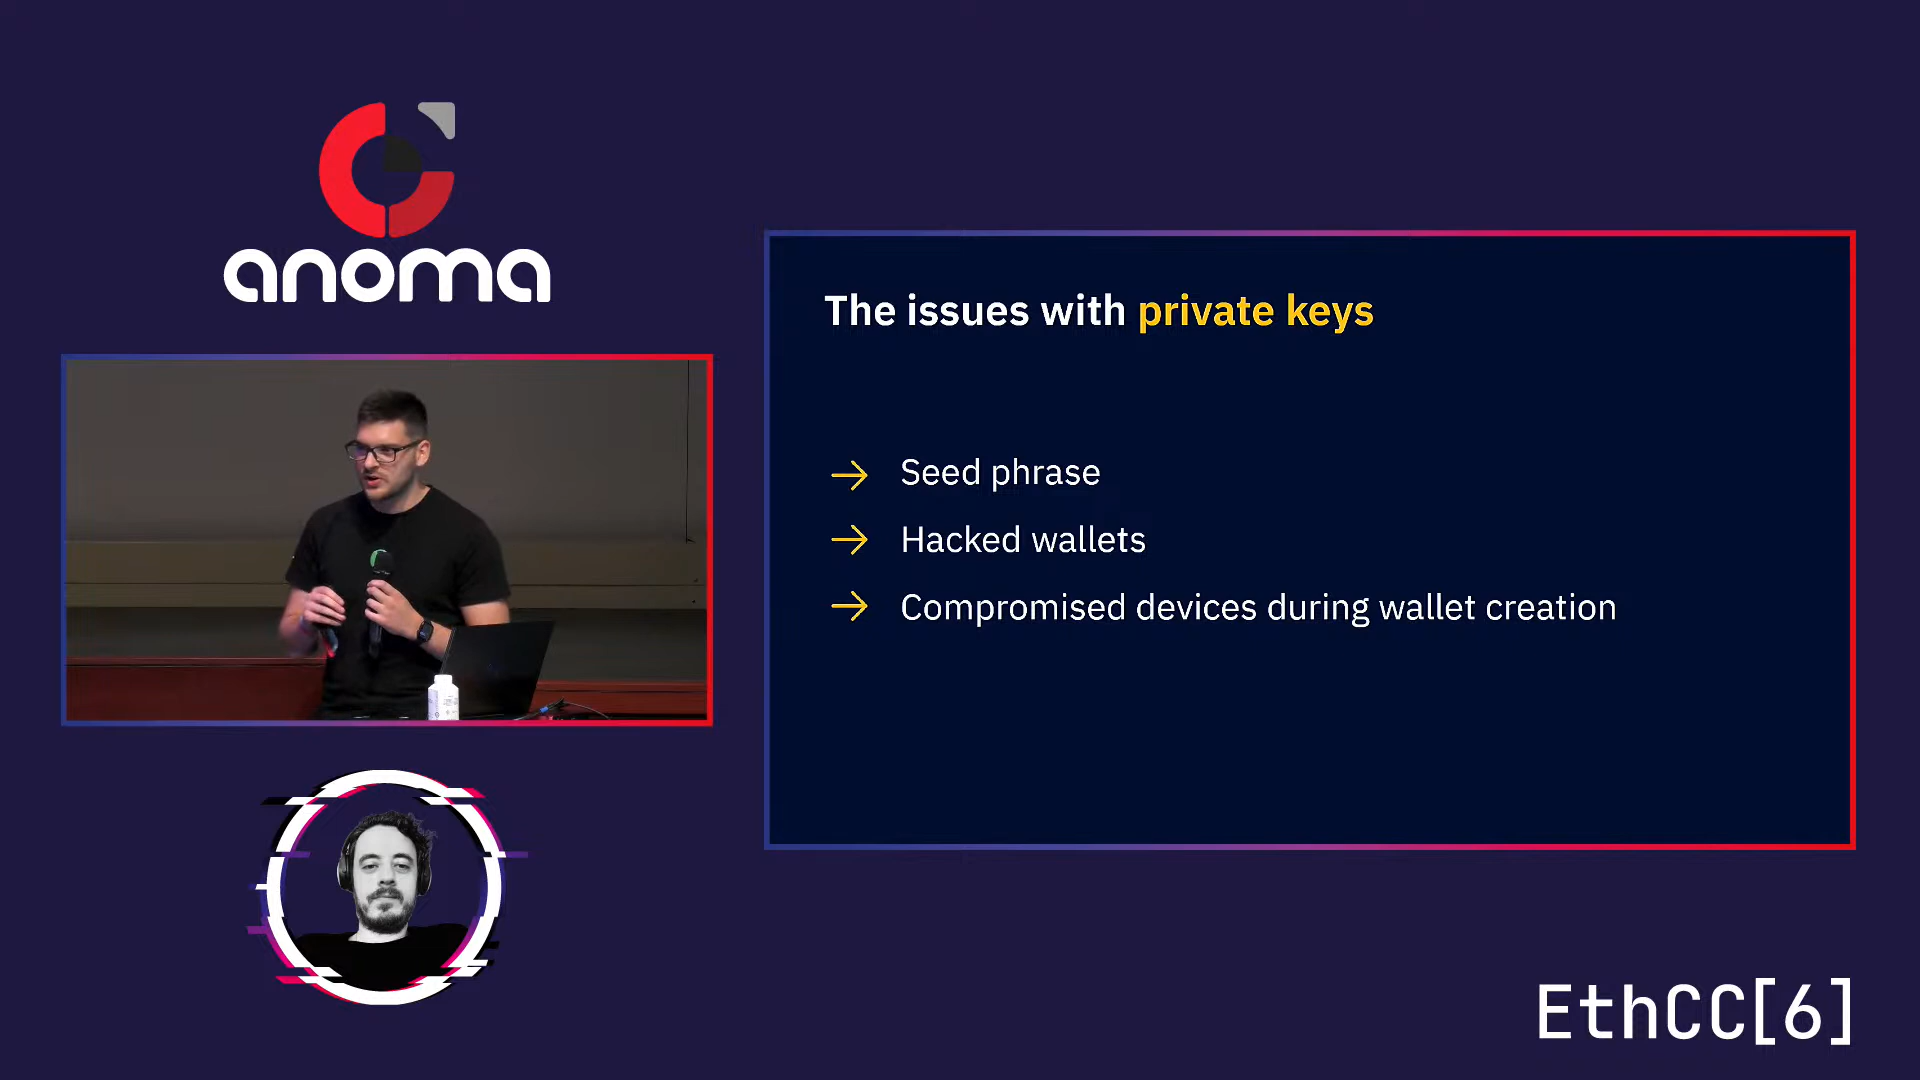 anoma
The issues with private keys
Seed phrase
Hacked wallets
Compromised devices during wallet creation
EthCC[6]